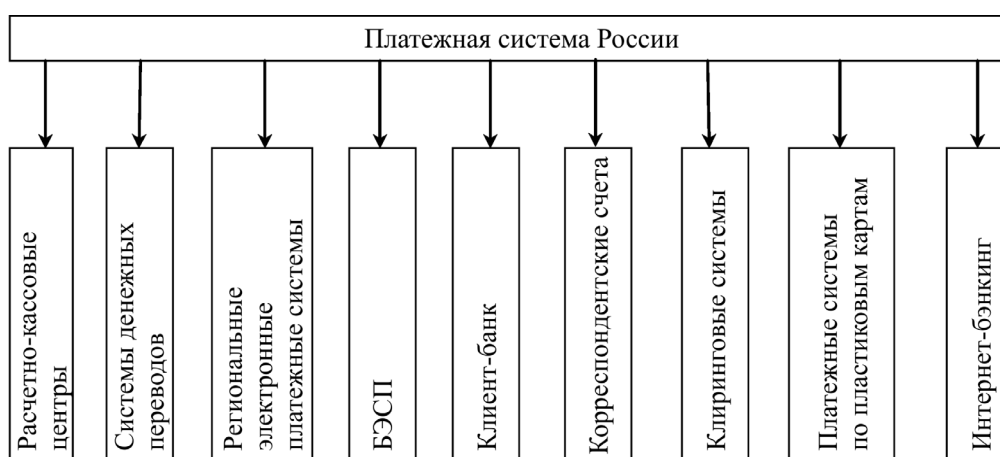 Платежная система России
Расчетно-кассовые
центры
Системы денежных
переводов
Региональные
электронные
платежные системы
БЭСП
Клиент-банк
Корреспондентские счета
Клиринговые системы
Платежные системы
по пластиковым картам
Интернет-бэнкинг